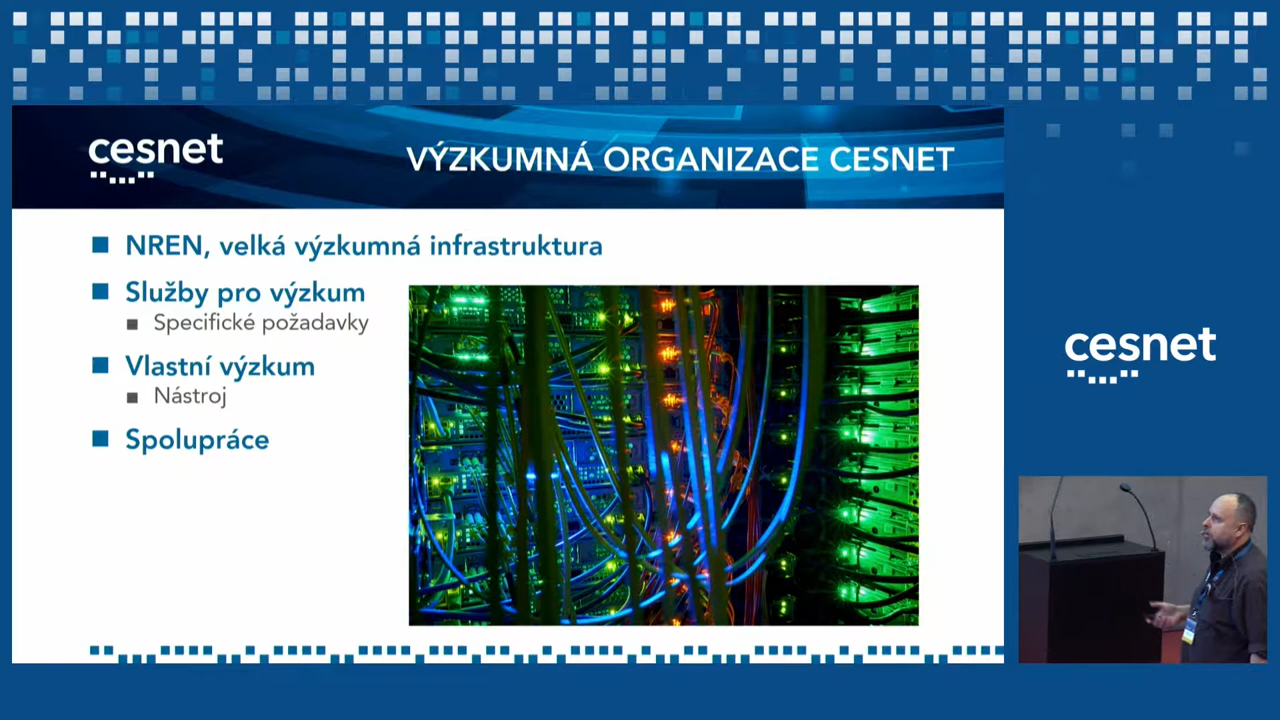 cesnet
VÝZKUMNÁ ORGANIZACE CESNET
NREN, velká výzkumná infrastruktura
Služby pro výzkum
Specifické požadavky
Vlastní výzkum
Nástroj
Spolupráce
cesnet